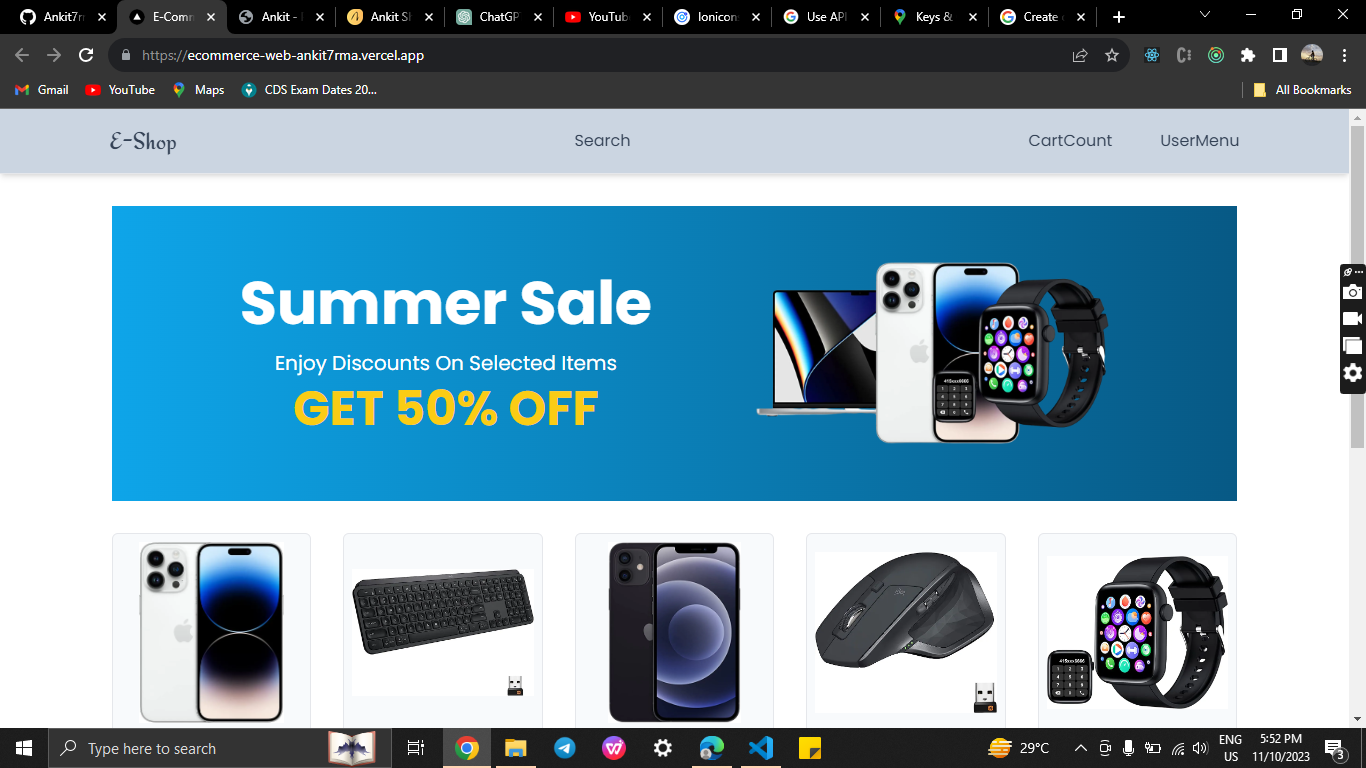 Ankit7r
E-Comm
Ankit -
Ankit S
ChatGP
YouTub
Ionicon
Use API
Keys &
Create
https://ecommerce-web-ankit7rma.vercel.app
Gmail
YouTube
Maps
CDS Exam Dates 20...
All Bookmarks
E-Shop
Search
CartCount
UserMenu
Summer Sale
Enjoy Discounts On Selected Items
GET 50% OFF
Type here to search
29°C
ENG
US
5:52 PM
11/10/2023
3